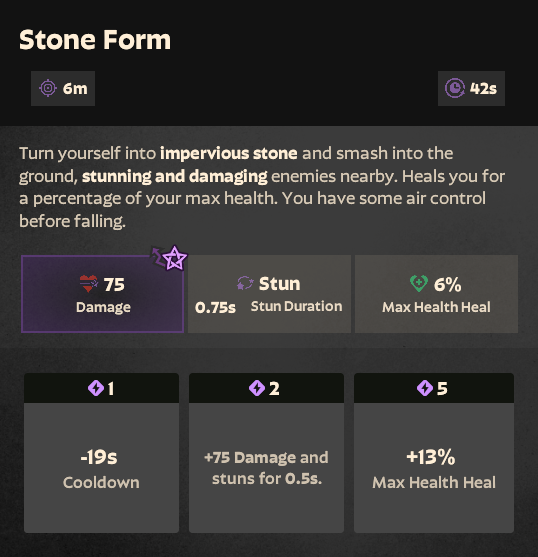 Stone Form
6m
42s
Turn yourself into impervious stone and smash into the
ground, stunning and damaging enemies nearby. Heals you for
a percentage of your max health. You have some air control
before falling.
75
Damage
Stun
0.75s Stun Duration
6%
Max Health Heal
1
-19s
Cooldown
2
+75 Damage and
stuns for 0.5s.
5
+13%
Max Health Heal